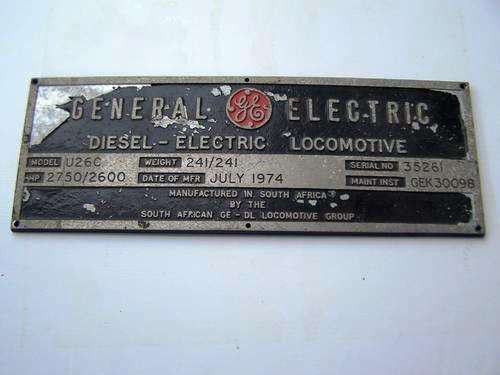 GENERAL GE ELECTRIC
DIESEL-ELECTRIC LOCOMOTIVE
MODEL U26C WEIGHT 241/241 SERIAL NO 35261
HP 2750/2600 DATE OF MFR JULY 1974 MAINT INST GEK30098
MANUFACTURED IN SOUTH AFRICA
BY THE
SOUTH AFRICAN GE-DL LOCOMOTIVE GROUP